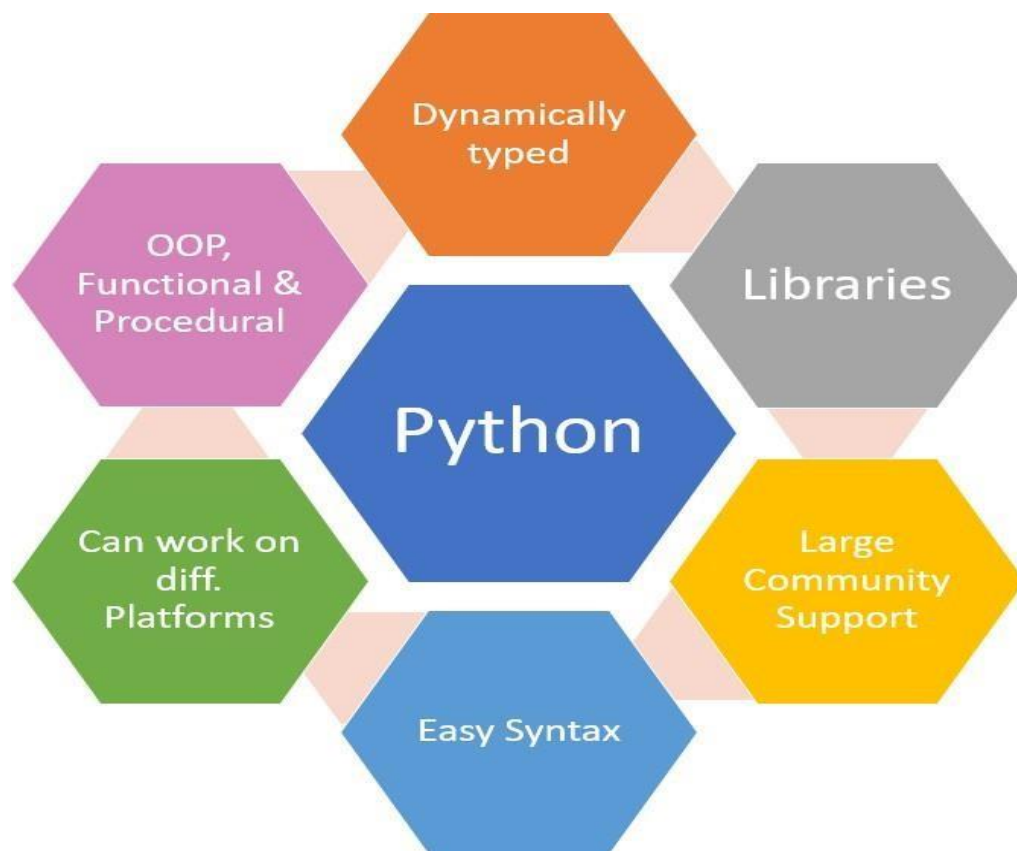 Dynamically
typed
Libraries
Large
Community
Support
Easy Syntax
Can work on
diff.
Platforms
OOP,
Functional &
Procedural
Python